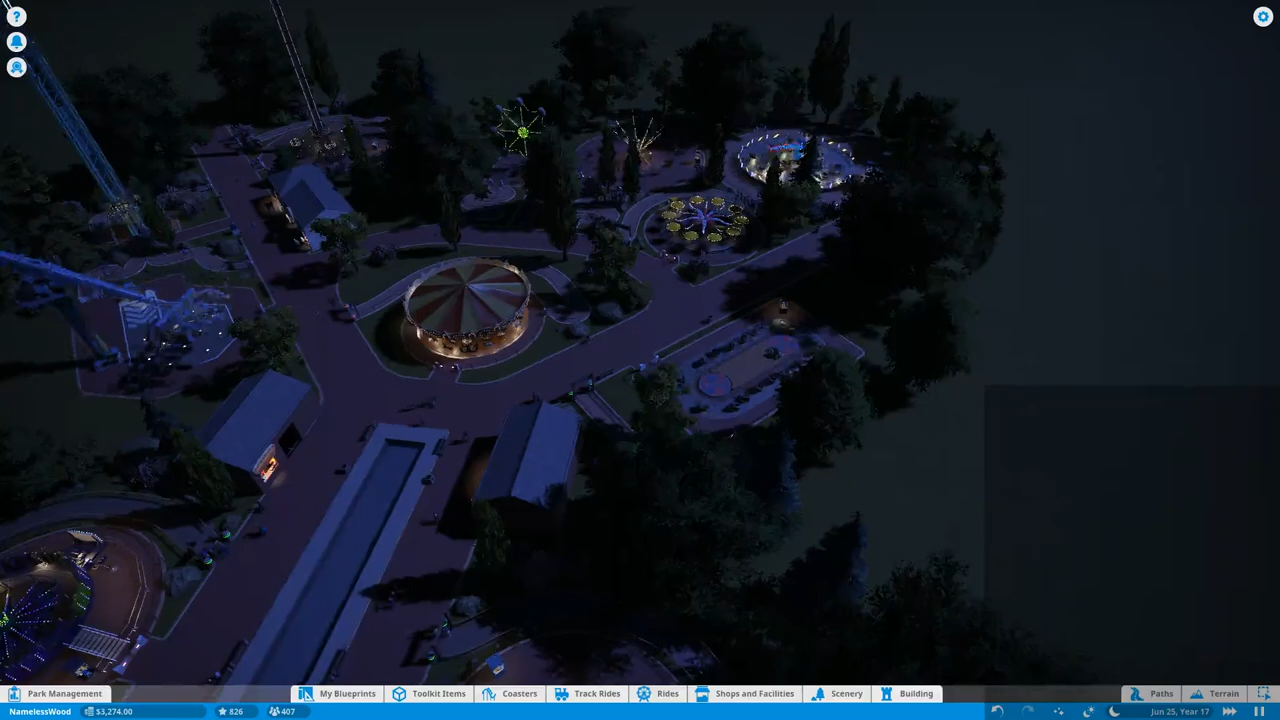 ?
Park Management
My Blueprints
Toolkit Items
Coasters
Track Rides
Rides
Shops and Facilities
Scenery
Building
Paths
Terrain
NamelessWood
$3,274.00
826
407
Jun 25, Year 17